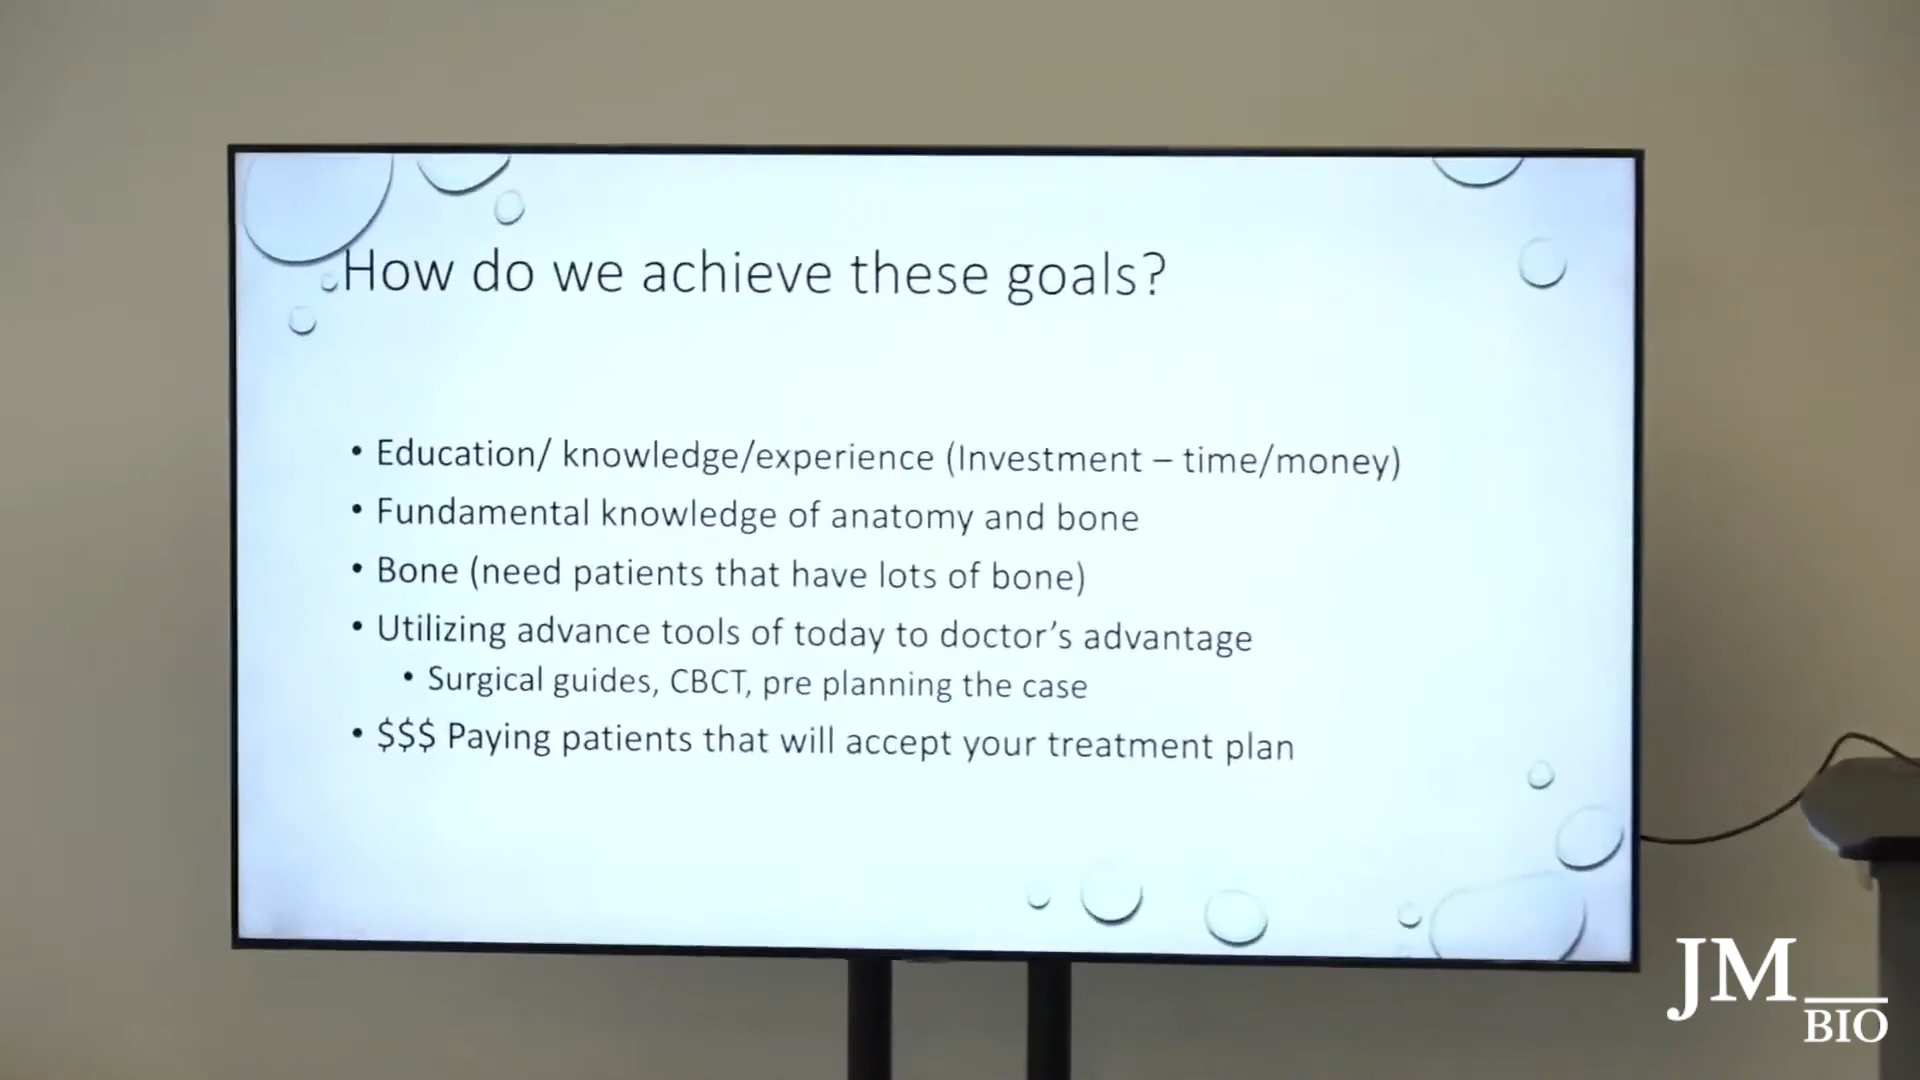 How do we achieve these goals?
• Education/ knowledge/experience (Investment – time/money)
• Fundamental knowledge of anatomy and bone
• Bone (need patients that have lots of bone)
• Utilizing advance tools of today to doctor’s advantage
• Surgical guides, CBCT, pre planning the case
• $$$ Paying patients that will accept your treatment plan
JM
BIO